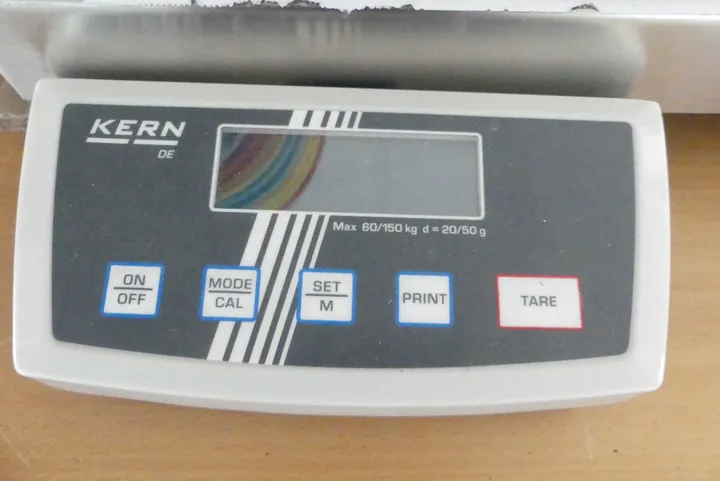 KERN
DE
Max 60/150 kg d = 20/50 g
ON
OFF
MODE
CAL
SET
M
PRINT
TARE